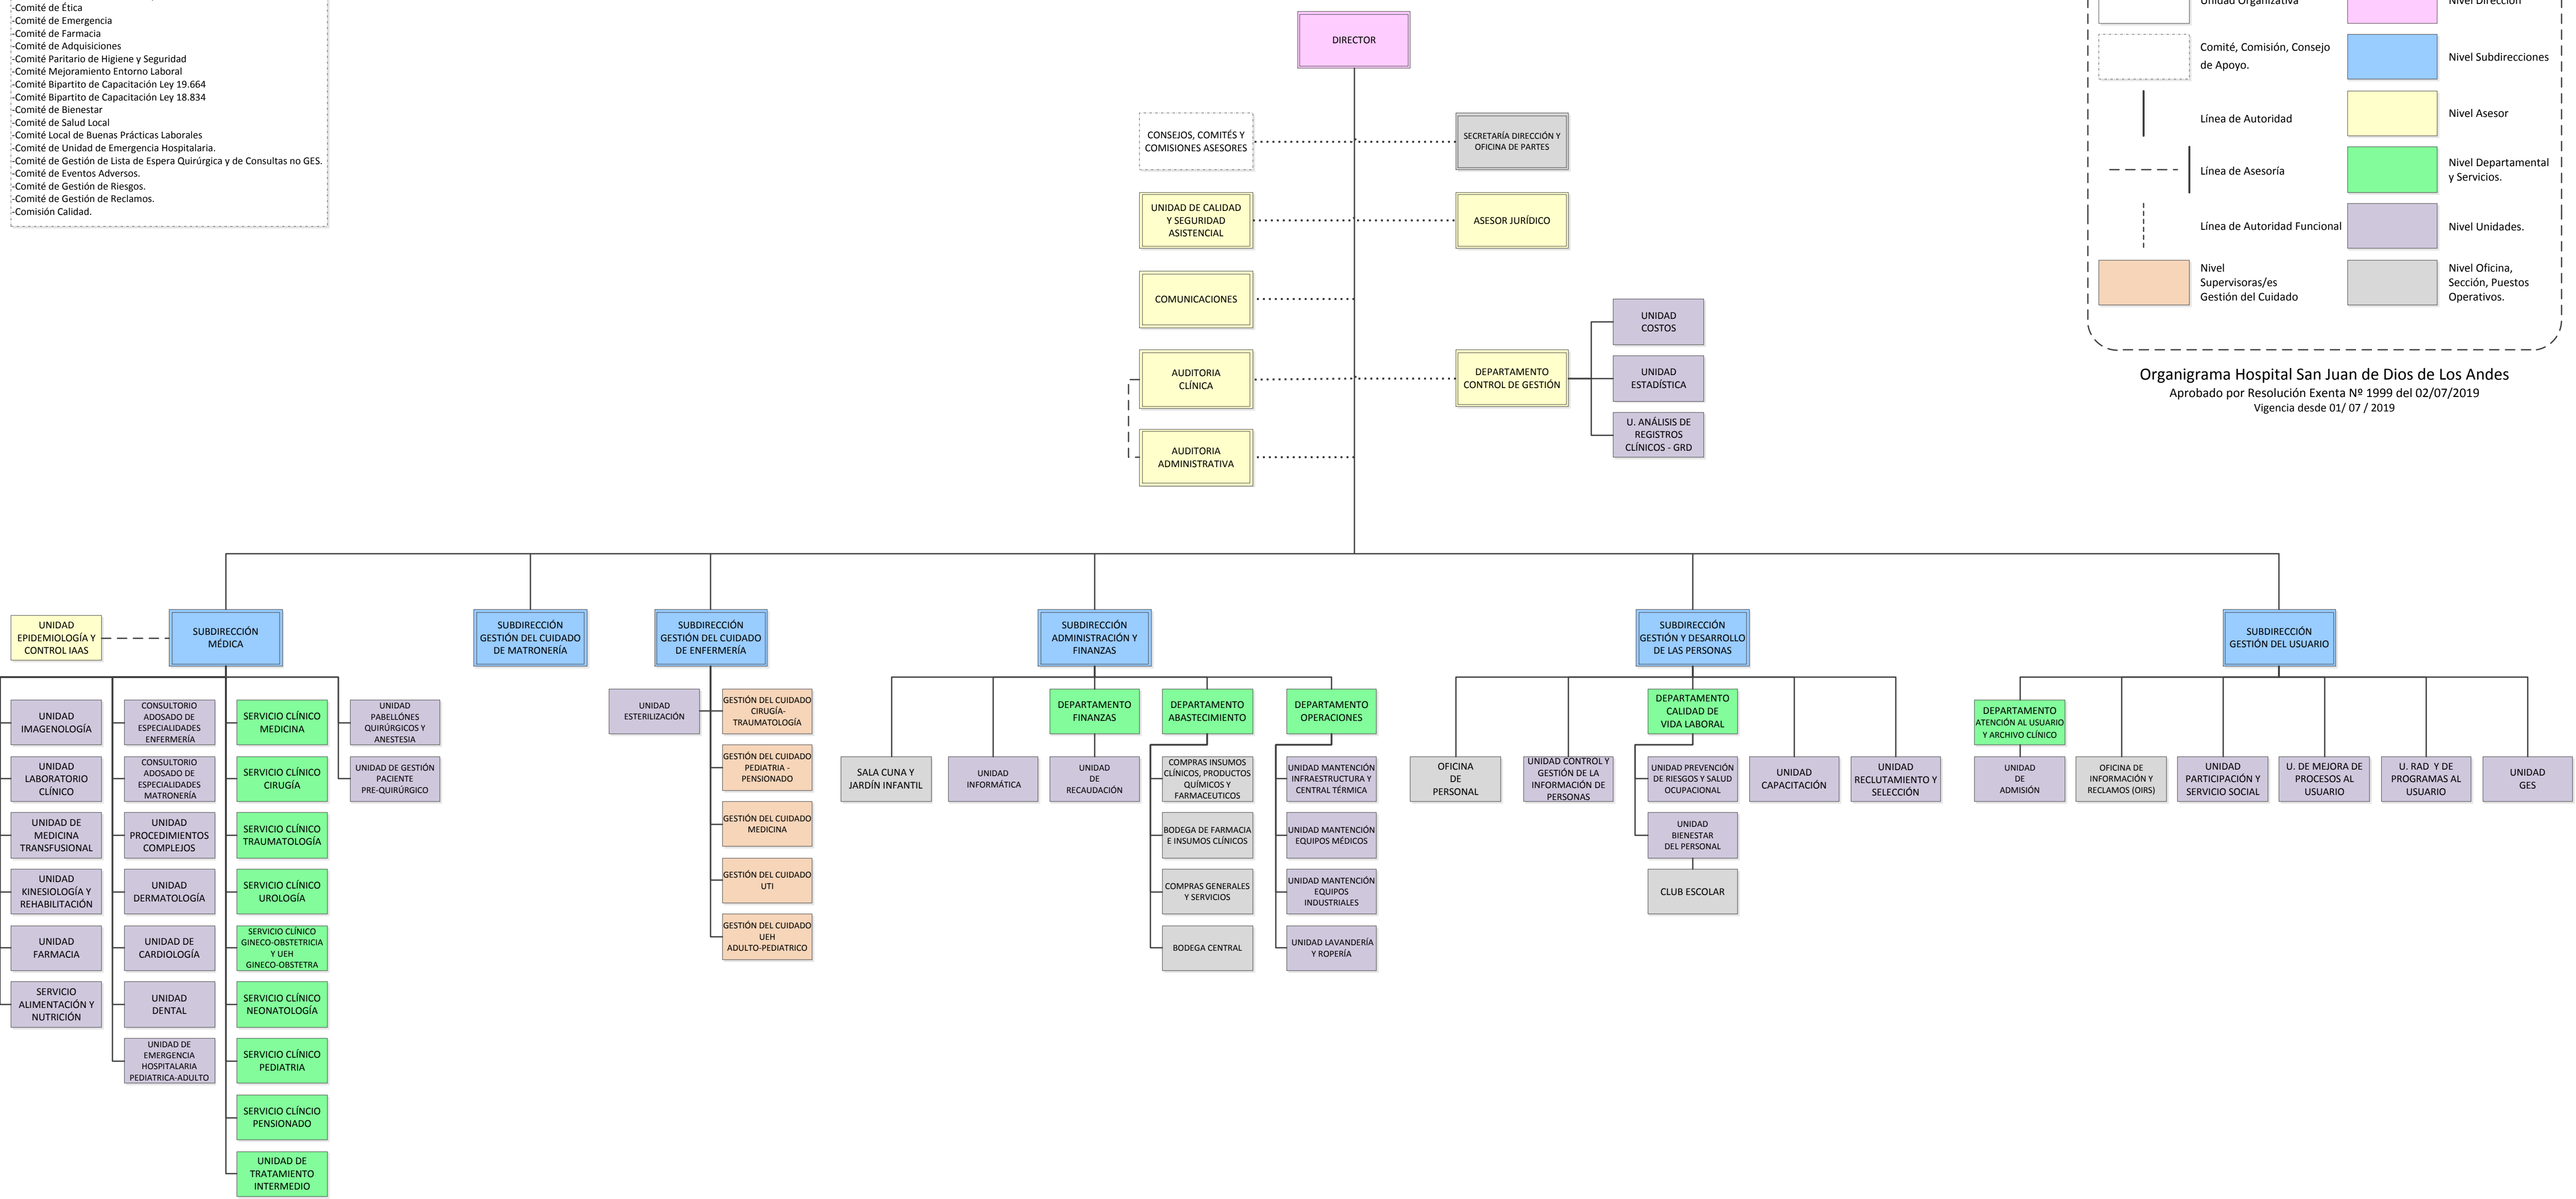 -Comité de Ética
-Comité de Emergencia
-Comité de Farmacia
-Comité de Adquisiciones
-Comité Paritario de Higiene y Seguridad
-Comité Mejoramiento Entorno Laboral
-Comité Bipartito de Capacitación Ley 19.664
-Comité Bipartito de Capacitación Ley 18.834
-Comité de Bienestar
-Comité de Salud Local
-Comité Local de Buenas Prácticas Laborales
-Comité de Unidad de Emergencia Hospitalaria.
-Comité de Gestión de Lista de Espera Quirúrgica y de Consultas no GES.
-Comité de Eventos Adversos.
-Comité de Gestión de Riesgos.
-Comité de Gestión de Reclamos.
-Comisión Calidad.
DIRECTOR
CONSEJOS, COMITÉS Y
COMISIONES ASESORES
SECRETARÍA DIRECCIÓN Y
OFICINA DE PARTES
UNIDAD DE CALIDAD
Y SEGURIDAD
ASISTENCIAL
ASESOR JURÍDICO
COMUNICACIONES
AUDITORIA
CLÍNICA
DEPARTAMENTO
CONTROL DE GESTIÓN
AUDITORIA
ADMINISTRATIVA
UNIDAD
COSTOS
UNIDAD
ESTADÍSTICA
U. ANÁLISIS DE
REGISTROS
CLÍNICOS - GRD
Unidad Organizativa
Nivel Dirección
Comité, Comisión, Consejo
de Apoyo.
Nivel Subdirecciones
Línea de Autoridad
Nivel Asesor
Línea de Asesoría
Nivel Departamental
y Servicios.
Línea de Autoridad Funcional
Nivel Unidades.
Nivel
Supervisoras/es
Gestión del Cuidado
Nivel Oficina,
Sección, Puestos
Operativos.
Organigrama Hospital San Juan de Dios de Los Andes
Aprobado por Resolución Exenta Nº 1999 del 02/07/2019
Vigencia desde 01/ 07 / 2019
UNIDAD
EPIDEMIOLOGÍA Y
CONTROL IAAS
SUBDIRECCIÓN
MÉDICA
SUBDIRECCIÓN
GESTIÓN DEL CUIDADO
DE MATRONERÍA
SUBDIRECCIÓN
GESTIÓN DEL CUIDADO
DE ENFERMERÍA
SUBDIRECCIÓN
ADMINISTRACIÓN Y
FINANZAS
SUBDIRECCIÓN
GESTIÓN Y DESARROLLO
DE LAS PERSONAS
SUBDIRECCIÓN
GESTIÓN DEL USUARIO
UNIDAD
IMAGENOLOGÍA
UNIDAD
LABORATORIO
CLÍNICO
UNIDAD DE
MEDICINA
TRANSFUSIONAL
UNIDAD
KINESIOLOGÍA Y
REHABILITACIÓN
UNIDAD
FARMACIA
SERVICIO
ALIMENTACIÓN Y
NUTRICIÓN
CONSULTORIO
ADOSADO DE
ESPECIALIDADES
ENFERMERÍA
CONSULTORIO
ADOSADO DE
ESPECIALIDADES
MATRONERÍA
UNIDAD
PROCEDIMIENTOS
COMPLEJOS
UNIDAD
DERMATOLOGÍA
UNIDAD DE
CARDIOLOGÍA
UNIDAD
DENTAL
UNIDAD DE
EMERGENCIA
HOSPITALARIA
PEDIATRICA-ADULTO
SERVICIO CLÍNICO
MEDICINA
SERVICIO CLÍNICO
CIRUGÍA
SERVICIO CLÍNICO
TRAUMATOLOGÍA
SERVICIO CLÍNICO
UROLOGÍA
SERVICIO CLÍNICO
GINECO-OBSTETRICIA
Y UEH
GINECO-OBSTETRA
SERVICIO CLÍNICO
NEONATOLOGÍA
SERVICIO CLÍNICO
PEDIATRIA
SERVICIO CLÍNCIO
PENSIONADO
UNIDAD DE
TRATAMIENTO
INTERMEDIO
UNIDAD
PABELLÓNES
QUIRÚRGICOS Y
ANESTESIA
UNIDAD DE GESTIÓN
PACIENTE
PRE-QUIRÚRGICO
UNIDAD
ESTERILIZACIÓN
GESTIÓN DEL CUIDADO
CIRUGÍA-
TRAUMATOLOGÍA
GESTIÓN DEL CUIDADO
PEDIATRIA -
PENSIONADO
GESTIÓN DEL CUIDADO
MEDICINA
GESTIÓN DEL CUIDADO
UTI
GESTIÓN DEL CUIDADO
UEH
ADULTO-PEDIATRICO
SALA CUNA Y
JARDÍN INFANTIL
UNIDAD
INFORMÁTICA
DEPARTAMENTO
FINANZAS
UNIDAD
DE
RECAUDACIÓN
DEPARTAMENTO
ABASTECIMIENTO
COMPRAS INSUMOS
CLÍNICOS, PRODUCTOS
QUÍMICOS Y
FARMACEUTICOS
BODEGA DE FARMACIA
E INSUMOS CLÍNICOS
COMPRAS GENERALES
Y SERVICIOS
BODEGA CENTRAL
DEPARTAMENTO
OPERACIONES
UNIDAD MANTENCIÓN
INFRAESTRUCTURA Y
CENTRAL TÉRMICA
UNIDAD MANTENCIÓN
EQUIPOS MÉDICOS
UNIDAD MANTENCIÓN
EQUIPOS
INDUSTRIALES
UNIDAD LAVANDERÍA
Y ROPERÍA
OFICINA
DE
PERSONAL
UNIDAD CONTROL Y
GESTIÓN DE LA
INFORMACIÓN DE
PERSONAS
DEPARTAMENTO
CALIDAD DE
VIDA LABORAL
UNIDAD PREVENCIÓN
DE RIESGOS Y SALUD
OCUPACIONAL
UNIDAD
BIENESTAR
DEL PERSONAL
CLUB ESCOLAR
UNIDAD
CAPACITACIÓN
UNIDAD
RECLUTAMIENTO Y
SELECCIÓN
DEPARTAMENTO
ATENCIÓN AL USUARIO
Y ARCHIVO CLÍNICO
UNIDAD
DE
ADMISIÓN
OFICINA DE
INFORMACIÓN Y
RECLAMOS (OIRS)
UNIDAD
PARTICIPACIÓN Y
SERVICIO SOCIAL
U. DE MEJORA DE
PROCESOS AL
USUARIO
U. RAD Y DE
PROGRAMAS AL
USUARIO
UNIDAD
GES